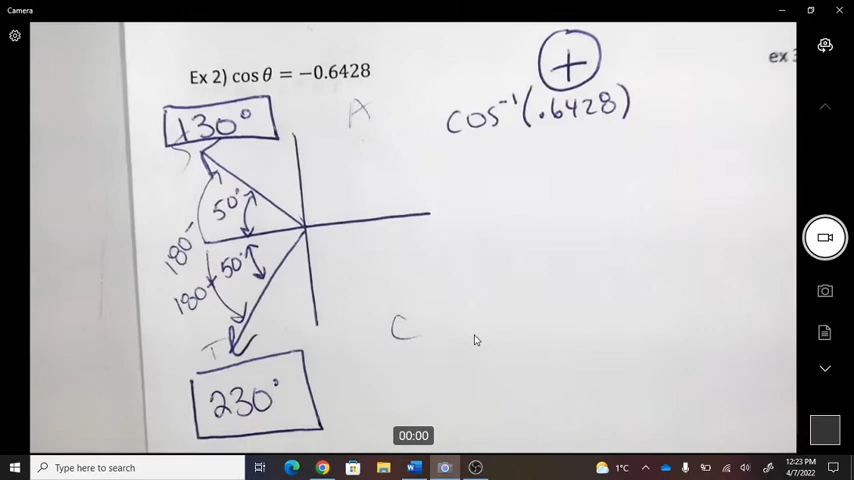 Camera
Ex 2) cos θ = −0.6428
ex 3
+
cos⁻¹(.6428)
130°
A
S
50°
180-
50°
180+
C
T
230°
00:00
Type here to search
1°C
12:23 PM
4/7/2022